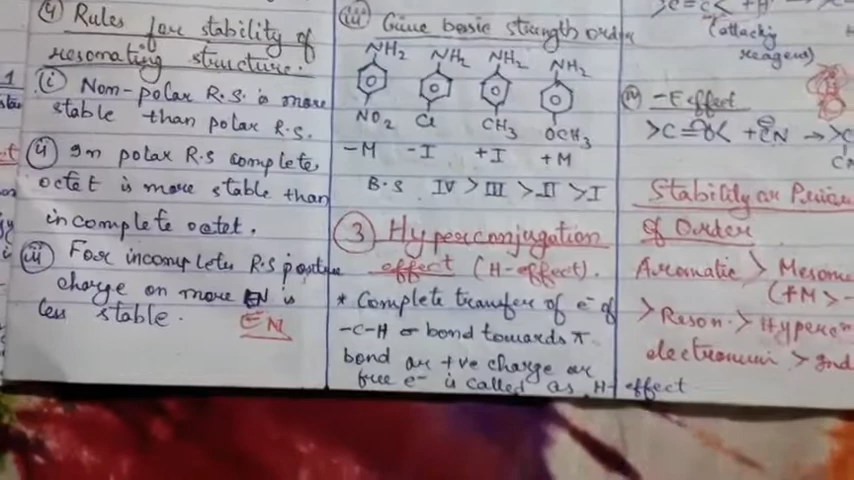 ④ Rules for stability of
resonating structure.
(i) Non-polar R.S. is more
stable than polar R.S.
(ii) In polar R.S complete
octet is more stable than
incomplete octet.
(iii) For incomplete R.S positive
charge on more EN is
less stable.
EN
(iii) Give basic strength order
NH₂ NH₂ NH₂ NH₂
NO₂ Cl CH₃ OCH₃
-M -I +I +M
B.S IV > III > II > I
③ Hyperconjugation
effect (H-effect).
* Complete transfer of e⁻ of
-C-H σ-bond towards π
bond or +ve charge or
free e⁻ is called as H-effect
>C=C< + H
(attacking
reagent)
(iv) -E effect
>C=C< + CN → >C
Stability or
of Order
Aromatic > Mesome
(+M > -
> Reson. > Hyperco
electromeric > Ind